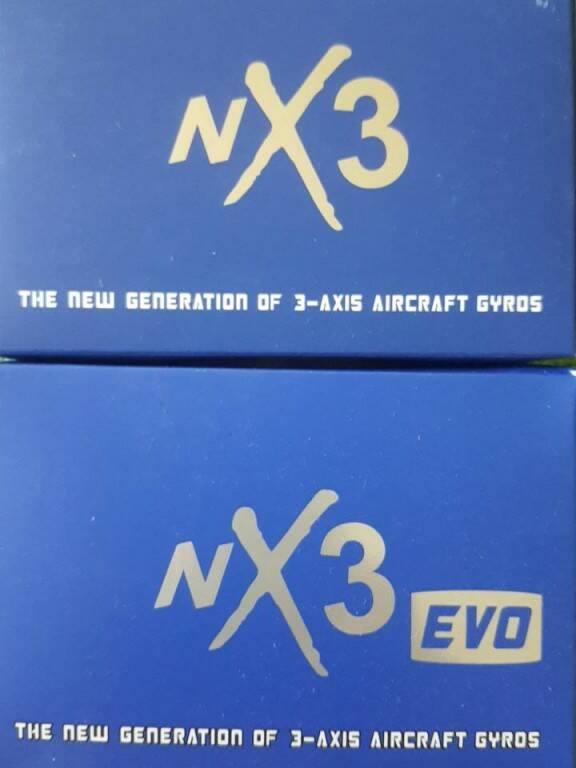 NX3
THE NEW GENERATION OF 3-AXIS AIRCRAFT GYROS
NX3 EVO
THE NEW GENERATION OF 3-AXIS AIRCRAFT GYROS